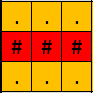 . . .
# # #
. . .